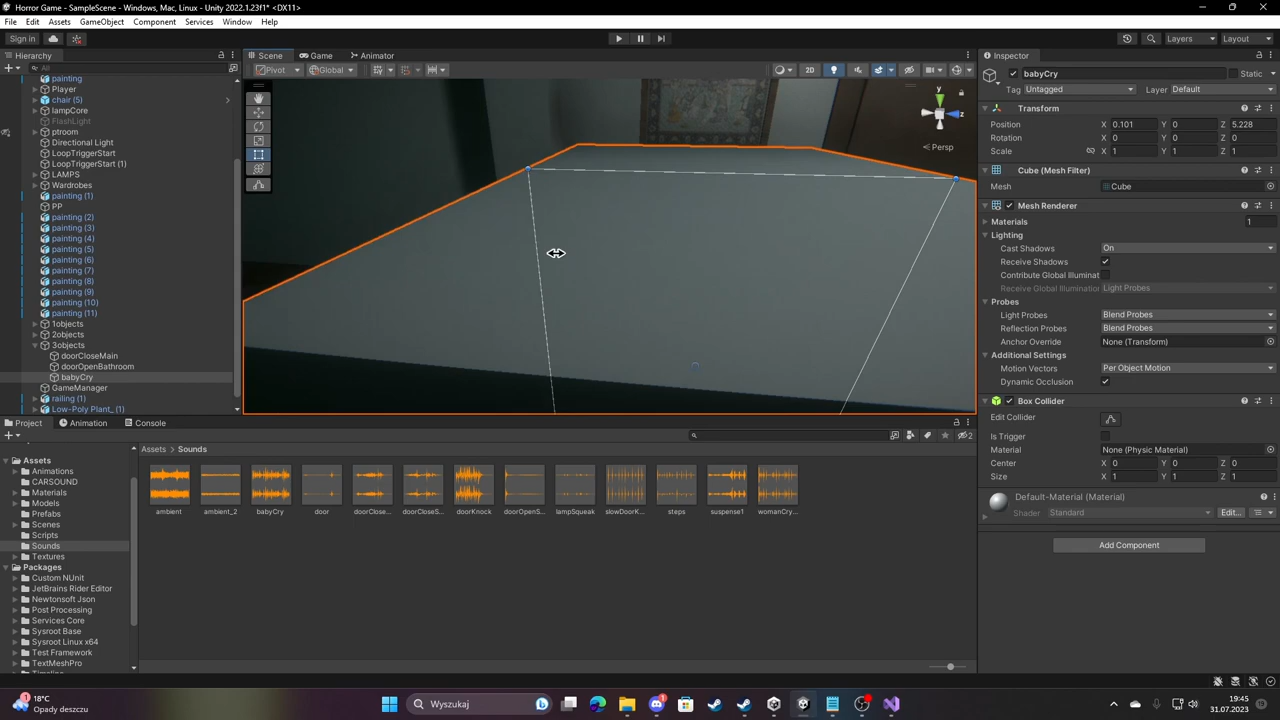 Horror Game - SampleScene - Windows, Mac, Linux - Unity 2022.1.23f1* <DX11>
File Edit Assets GameObject Component Services Window Help
Sign in
Layers
Layout
Hierarchy
All
painting
Player
chair (5)
lampCore
FlashLight
ptroom
Directional Light
LoopTriggerStart
LoopTriggerStart (1)
LAMPS
Wardrobes
painting (1)
PP
painting (2)
painting (3)
painting (4)
painting (5)
painting (6)
painting (7)
painting (8)
painting (9)
painting (10)
painting (11)
1objects
2objects
3objects
doorCloseMain
doorOpenBathroom
babyCry
GameManager
railing (1)
Low-Poly Plant_ (1)
Scene Game Animator
Pivot Global
2D
y
z
Persp
Inspector
babyCry
Static
Tag Untagged Layer Default
Transform
Position X 0.101 Y 0 Z 5.228
Rotation X 0 Y 0 Z 0
Scale X 1 Y 1 Z 1
Cube (Mesh Filter)
Mesh Cube
Mesh Renderer
Materials 1
Lighting
Cast Shadows On
Receive Shadows
Contribute Global Illuminat
Receive Global Illumination Light Probes
Probes
Light Probes Blend Probes
Reflection Probes Blend Probes
Anchor Override None (Transform)
Additional Settings
Motion Vectors Per Object Motion
Dynamic Occlusion
Box Collider
Edit Collider
Is Trigger
Material None (Physic Material)
Center X 0 Y 0 Z 0
Size X 1 Y 1 Z 1
Default-Material (Material)
Shader Standard Edit...
Add Component
Project Animation Console
2
Assets
Animations
CARSOUND
Materials
Models
Prefabs
Scenes
Scripts
Sounds
Textures
Packages
Custom NUnit
JetBrains Rider Editor
Newtonsoft Json
Post Processing
Services Core
Sysroot Base
Sysroot Linux x64
Test Framework
TextMeshPro
Timeline
Assets > Sounds
ambient ambient_2 babyCry door doorClose... doorCloseS... doorKnock doorOpenS... lampSqueak slowDoorK... steps suspense1 womanCry...
1
18°C
Opady deszczu
Wyszukaj
1
19:45
31.07.2023